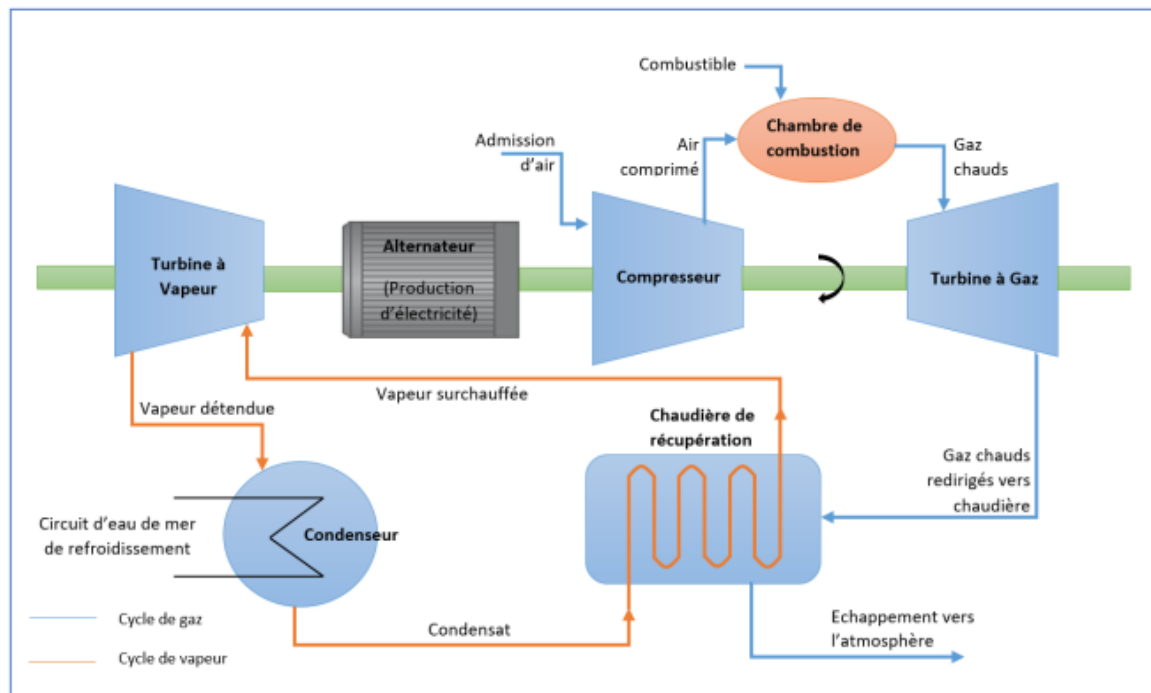 Combustible
Chambre de
combustion
Admission
d'air
Air
comprimé
Gaz
chauds
Turbine à
Vapeur
Alternateur
(Production
d'électricité)
Compresseur
Turbine à Gaz
Vapeur surchauffée
Vapeur détendue
Chaudière de
récupération
Gaz chauds
redirigés vers
chaudière
Circuit d'eau de mer
de refroidissement
Condenseur
Cycle de gaz
Condensat
Echappement vers
l'atmosphère
Cycle de vapeur